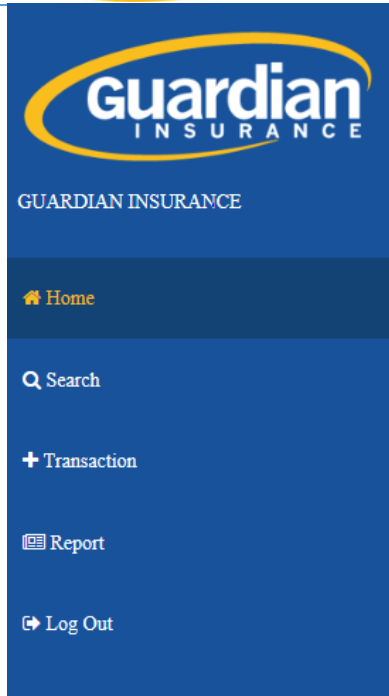 Guardian
INSURANCE
GUARDIAN INSURANCE
Home
Search
Transaction
Report
Log Out